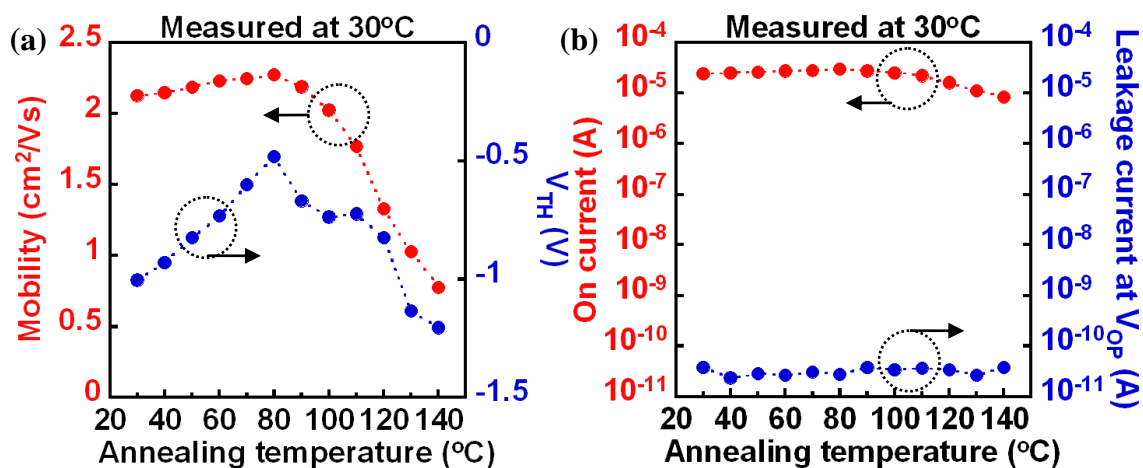 (a)
Measured at 30°C
Mobility (cm²/Vs)
2.5
2
1.5
1
0.5
0
0
-0.5
-1
-1.5
V_TH (V)
20 40 60 80 100 120 140
Annealing temperature (°C)
(b)
Measured at 30°C
On current (A)
10⁻⁴
10⁻⁵
10⁻⁶
10⁻⁷
10⁻⁸
10⁻⁹
10⁻¹⁰
10⁻¹¹
10⁻⁴
10⁻⁵
10⁻⁶
10⁻⁷
10⁻⁸
10⁻⁹
10⁻¹⁰
10⁻¹¹
Leakage current at V_OP (A)
20 40 60 80 100 120 140
Annealing temperature (°C)